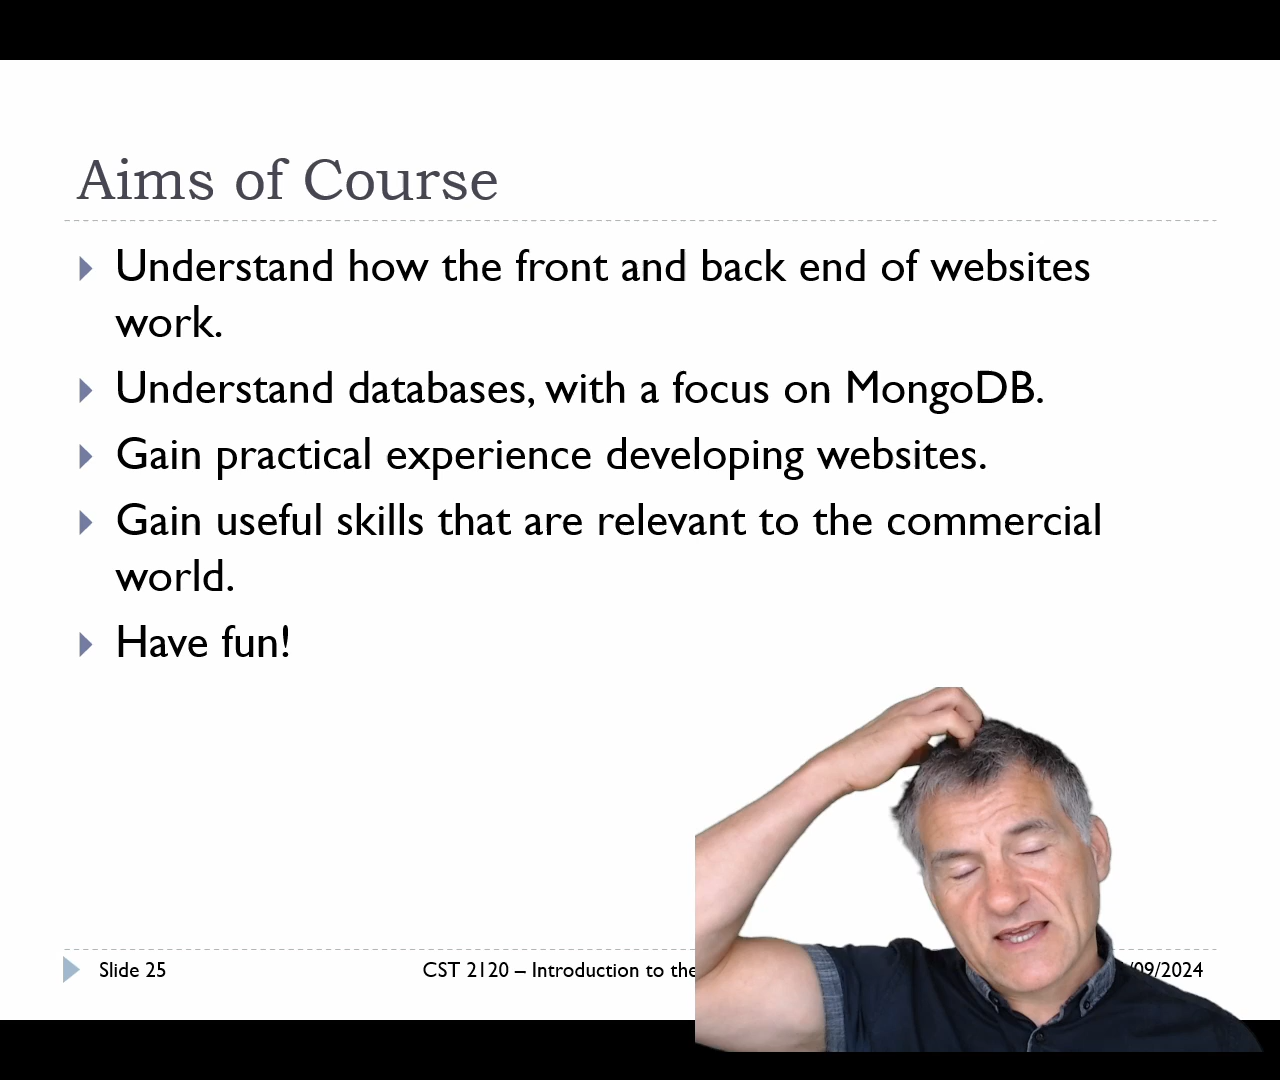 Aims of Course
Understand how the front and back end of websites
work.
Understand databases, with a focus on MongoDB.
Gain practical experience developing websites.
Gain useful skills that are relevant to the commercial
world.
Have fun!
Slide 25
CST 2120 – Introduction to the
/09/2024